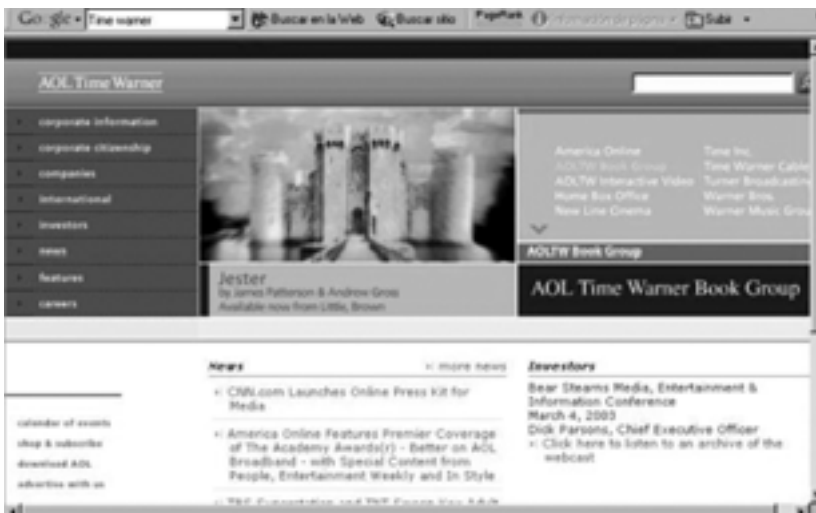 Google Time warner Buscar en la Web Buscar sitio PageRank Información de página Subir
AOL Time Warner
corporate information
corporate citizenship
companies
international
investors
news
features
careers
America Online
AOLTW Book Group
AOLTW Interactive Video
Home Box Office
New Line Cinema
Time Inc.
Time Warner Cable
Turner Broadcasting
Warner Bros.
Warner Music Grou
AOLTW Book Group
Jester
by James Patterson & Andrew Gross
Available now from Little, Brown
AOL Time Warner Book Group
calendar of events
shop & subscribe
download AOL
advertise with us
News more news
CNN.com Launches Online Press Kit for
Media
America Online Features Premier Coverage
of The Academy Awards(r) - Better on AOL
Broadband - with Special Content from
People, Entertainment Weekly and In Style
Investors
Bear Stearns Media, Entertainment &
Information Conference
March 4, 2003
Dick Parsons, Chief Executive Officer
Click here to listen to an archive of the
webcast